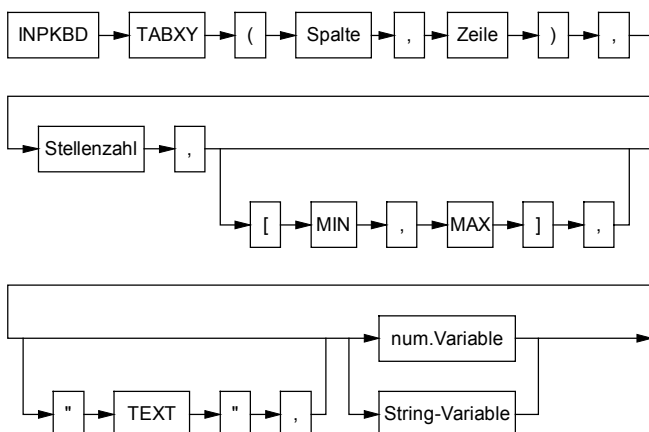 INPKBD TABXY ( Spalte , Zeile ) ,
Stellenzahl ,
[ MIN , MAX ] ,
num.Variable
" TEXT " , String-Variable